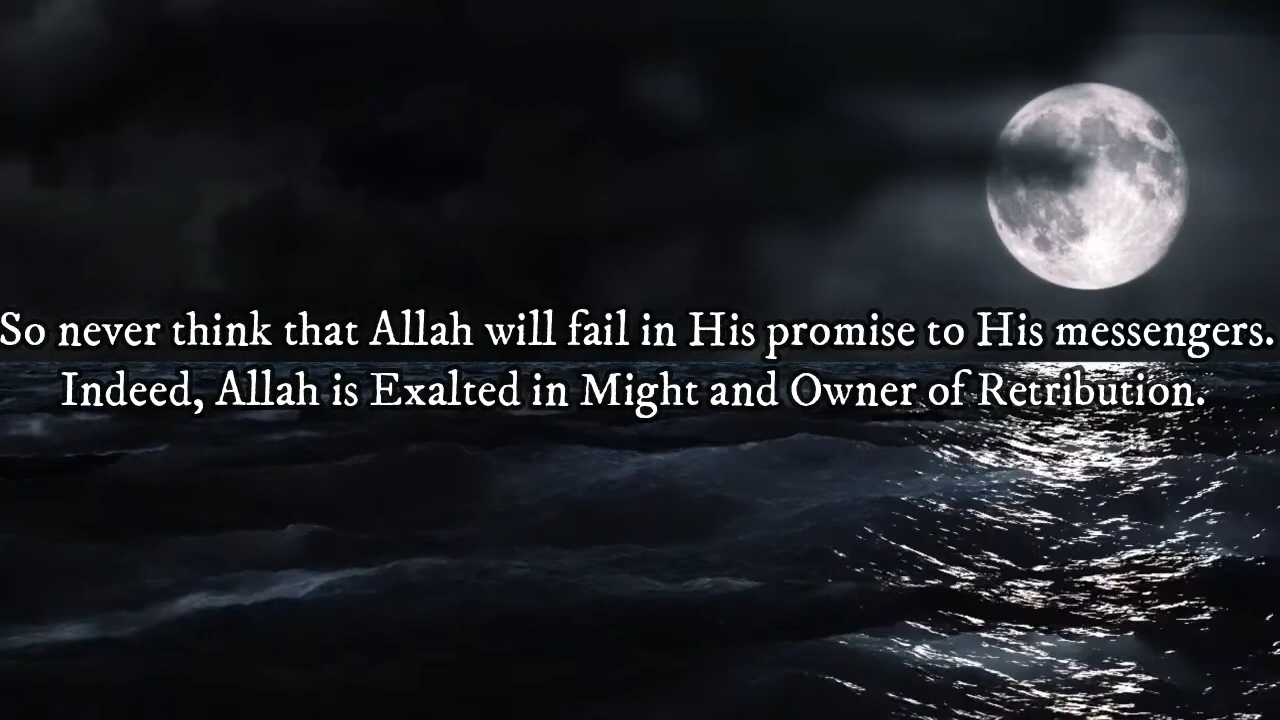 So never think that Allah will fail in His promise to His messengers.
Indeed, Allah is Exalted in Might and Owner of Retribution.